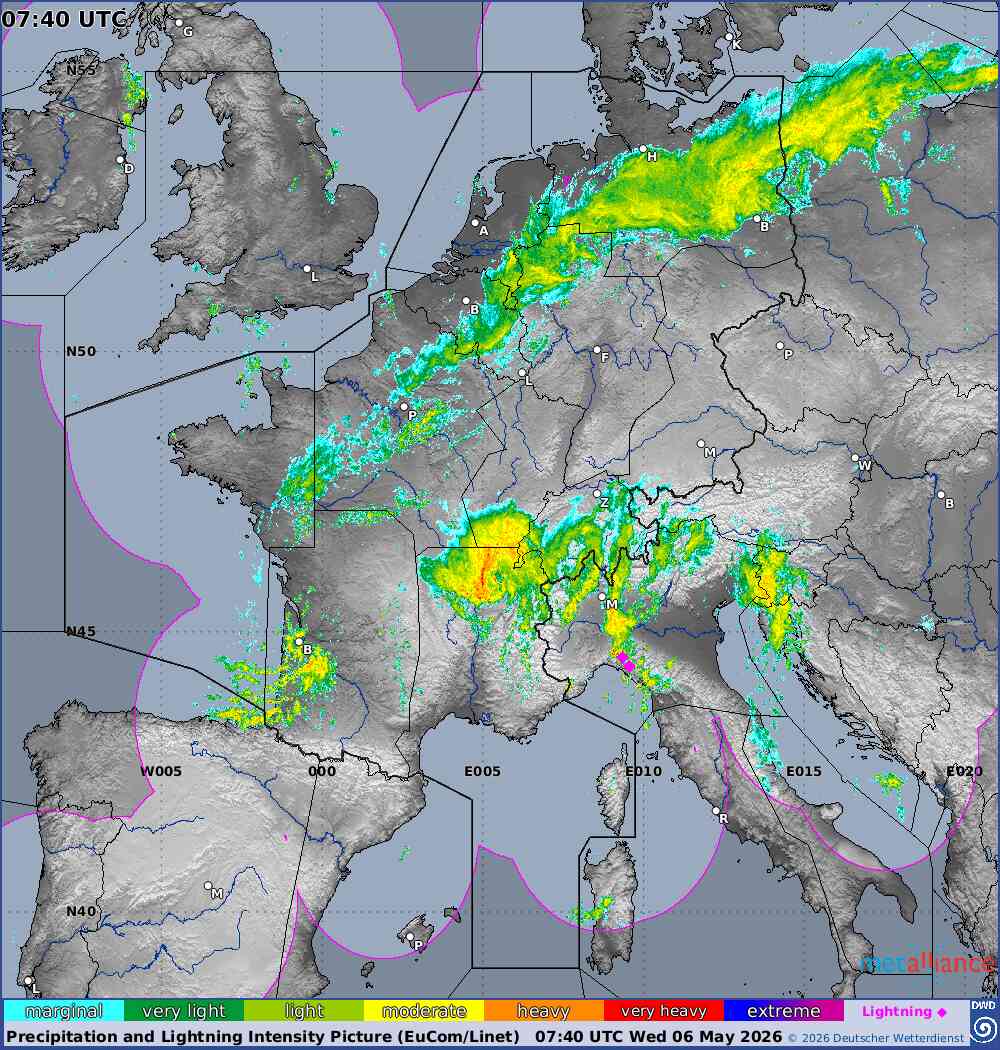 07:40 UTC
G
K
N55
D
H
A
B
L
B
N50
P
F
L
P
M
W
Z
B
M
N45
B
W005
000
E005
E010
E015
E020
R
M
N40
P
L
metalliance
marginal very light light moderate heavy very heavy extreme Lightning ◆
DWD
Precipitation and Lightning Intensity Picture (EuCom/Linet) 07:40 UTC Wed 06 May 2026 © 2026 Deutscher Wetterdienst